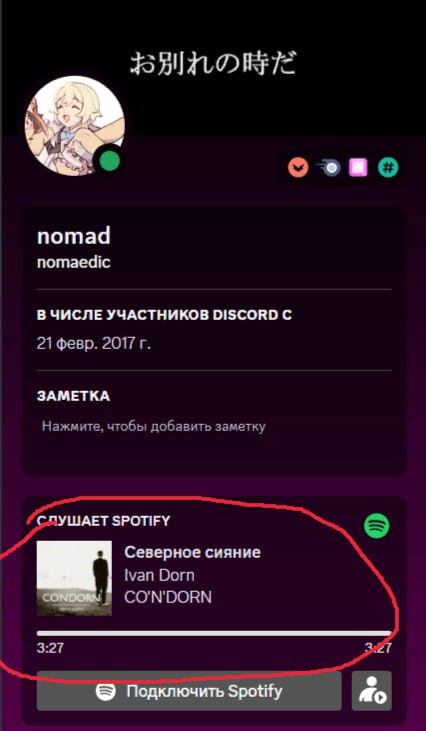 お別れの時だ
nomad
nomaedic
В ЧИСЛЕ УЧАСТНИКОВ DISCORD С
21 февр. 2017 г.
ЗАМЕТКА
Нажмите, чтобы добавить заметку
СЛУШАЕТ SPOTIFY
CONDORN
Северное сияние
Ivan Dorn
CO'N'DORN
3:27
3:27
Подключить Spotify